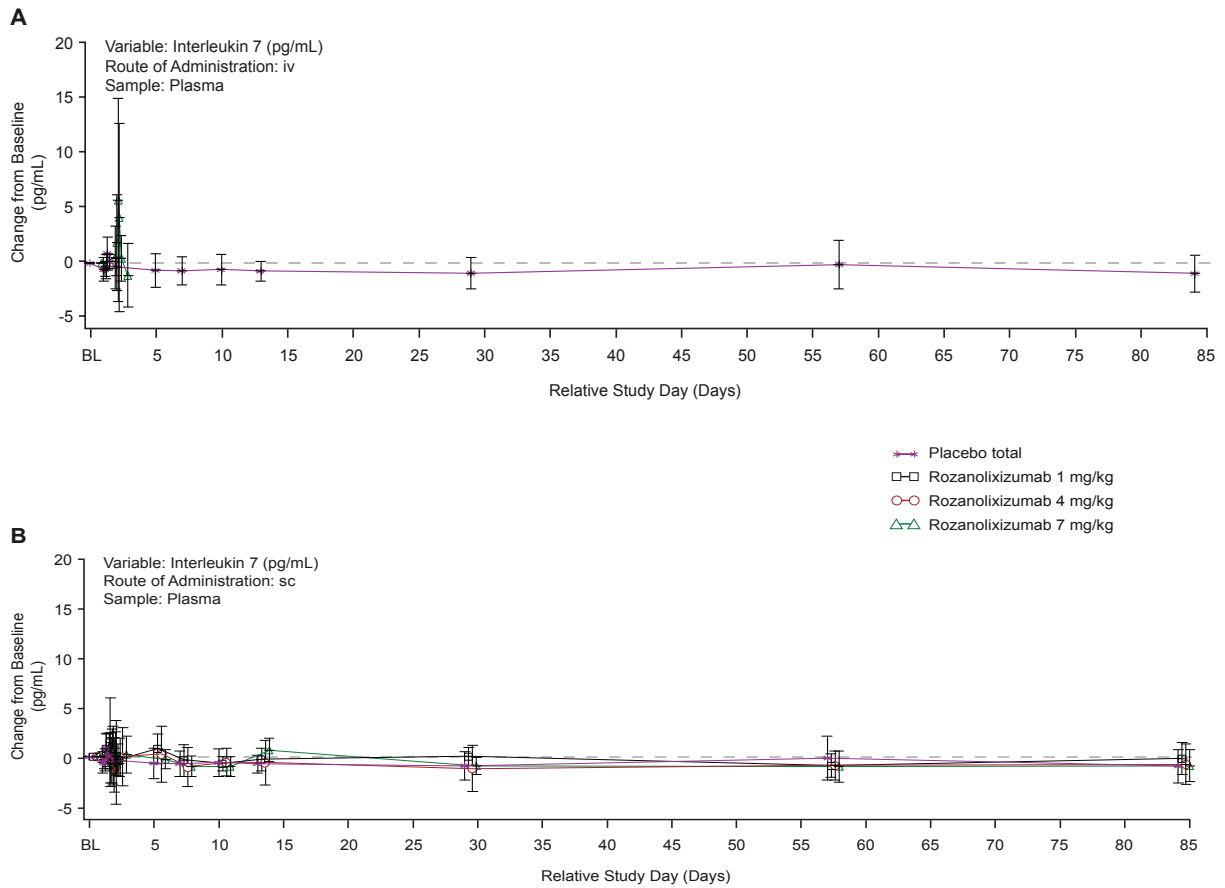 A
Variable: Interleukin 7 (pg/mL)
Route of Administration: iv
Sample: Plasma
Change from Baseline
(pg/mL)
20
15
10
5
0
-5
BL 5 10 15 20 25 30 35 40 45 50 55 60 65 70 75 80 85
Relative Study Day (Days)
Placebo total
Rozanolixizumab 1 mg/kg
Rozanolixizumab 4 mg/kg
Rozanolixizumab 7 mg/kg
B
Variable: Interleukin 7 (pg/mL)
Route of Administration: sc
Sample: Plasma
Change from Baseline
(pg/mL)
20
15
10
5
0
-5
BL 5 10 15 20 25 30 35 40 45 50 55 60 65 70 75 80 85
Relative Study Day (Days)